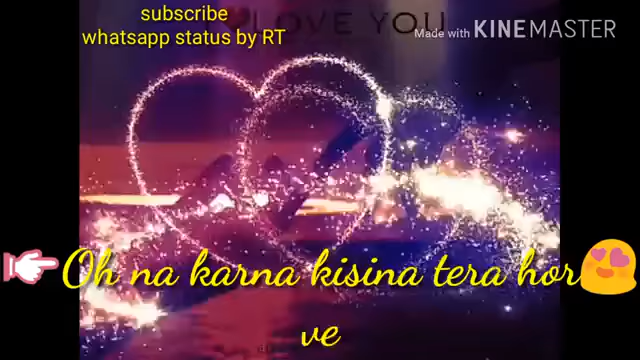 subscribe
whatsapp status by RT
LOVE YOU
Made with KINEMASTER
Oh na karna kisina tera hor
ve